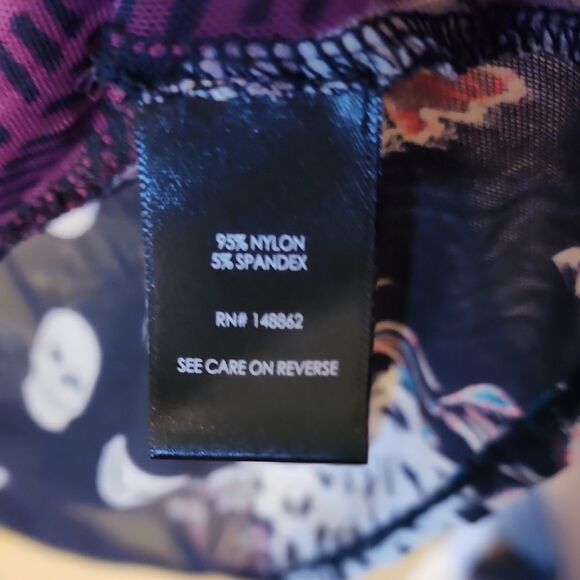 95% NYLON
5% SPANDEX
RN# 148862
SEE CARE ON REVERSE